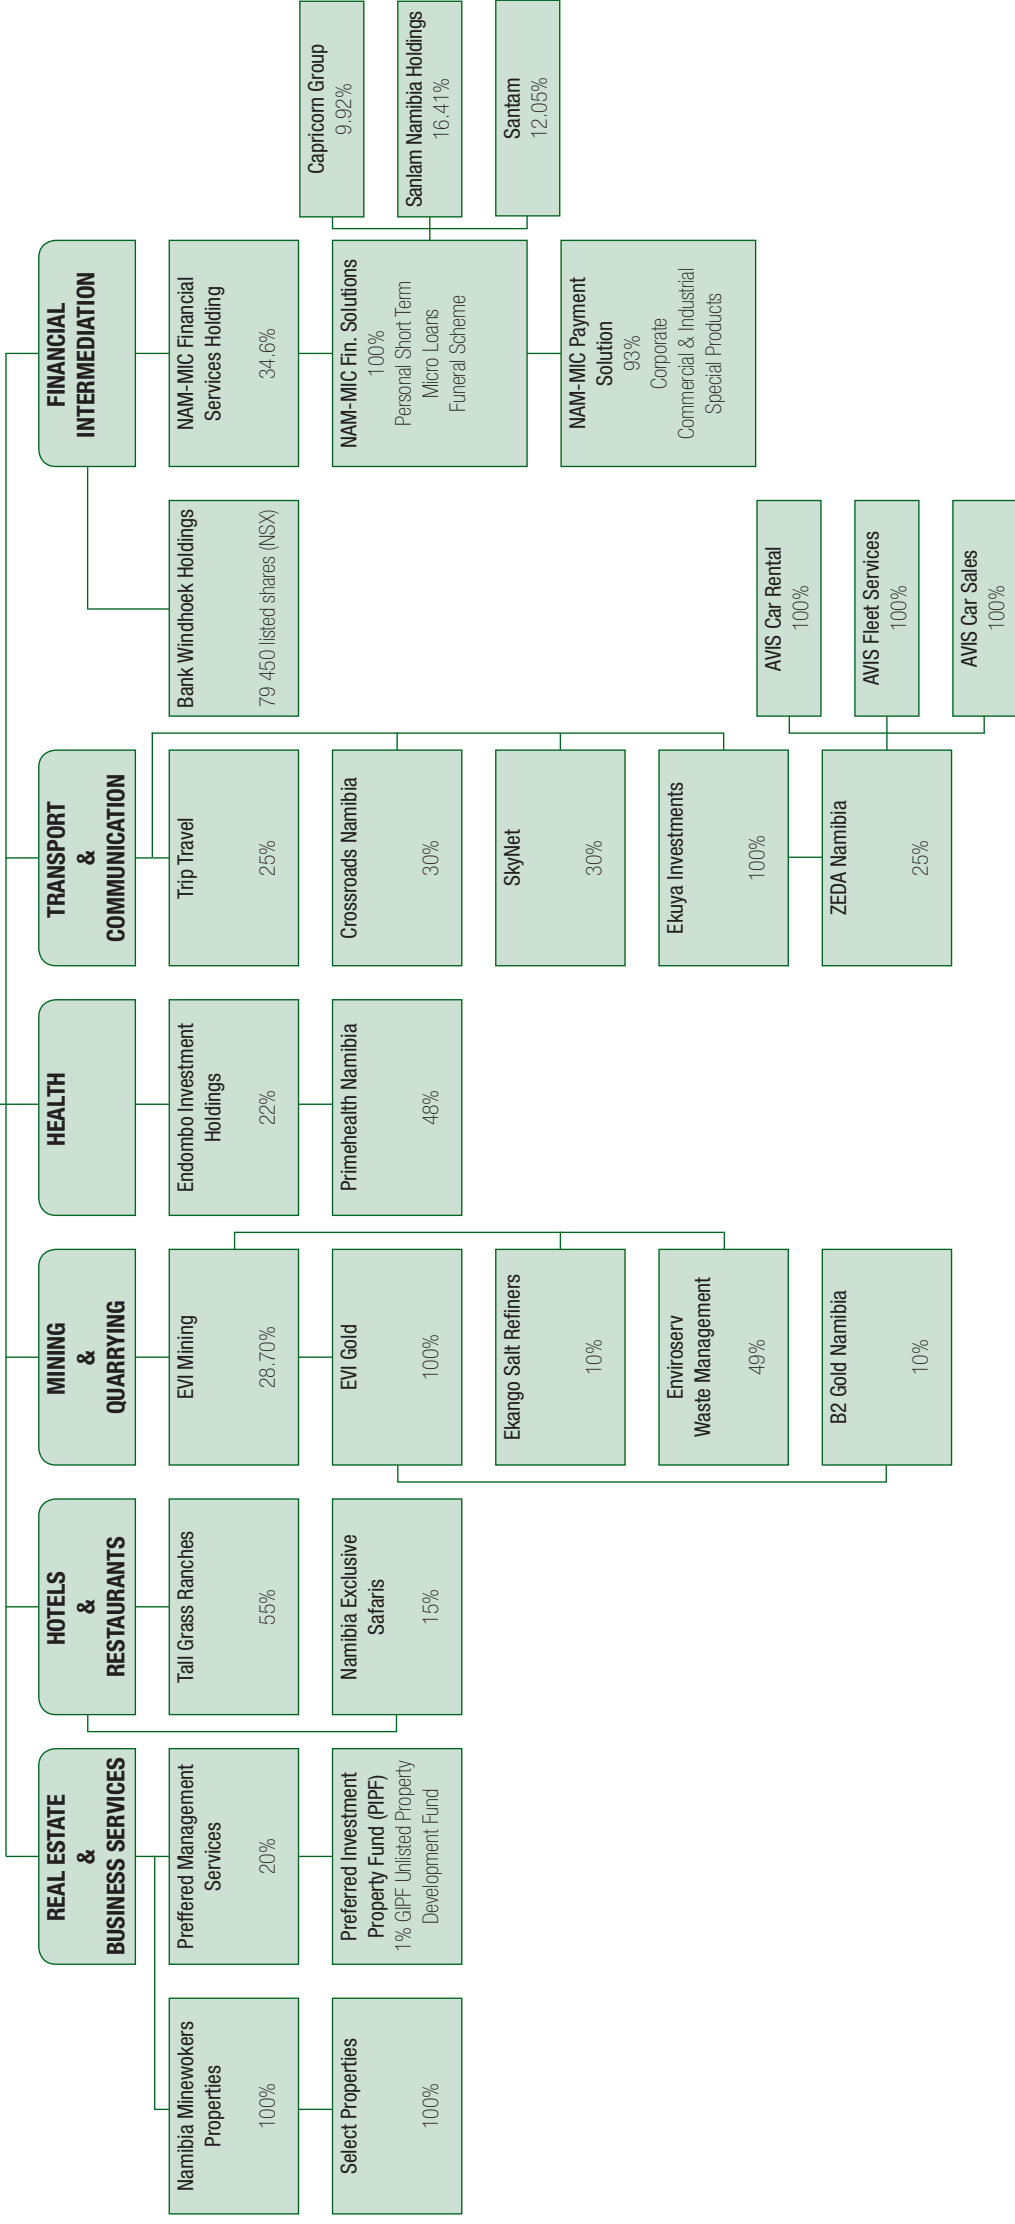 REAL ESTATE
&
BUSINESS SERVICES
Namibia Minewokers
Properties
100%
Select Properties
100%
Preffered Management
Services
20%
Preferred Investment
Property Fund (PIPF)
1% GIPF Unlisted Property
Development Fund
HOTELS
&
RESTAURANTS
Tall Grass Ranches
55%
Namibia Exclusive
Safaris
15%
MINING
&
QUARRYING
EVI Mining
28.70%
EVI Gold
100%
Ekango Salt Refiners
10%
Enviroserv
Waste Management
49%
B2 Gold Namibia
10%
HEALTH
Endombo Investment
Holdings
22%
Primehealth Namibia
48%
TRANSPORT
&
COMMUNICATION
Trip Travel
25%
Crossroads Namibia
30%
SkyNet
30%
Ekuya Investments
100%
ZEDA Namibia
25%
AVIS Car Rental
100%
AVIS Fleet Services
100%
AVIS Car Sales
100%
FINANCIAL
INTERMEDIATION
Bank Windhoek Holdings
79 450 listed shares (NSX)
NAM-MIC Financial
Services Holding
34.6%
NAM-MIC Fin. Solutions
100%
Personal Short Term
Micro Loans
Funeral Scheme
NAM-MIC Payment
Solution
93%
Corporate
Commercial & Industrial
Special Products
Capricorn Group
9.92%
Sanlam Namibia Holdings
16.41%
Santam
12.05%